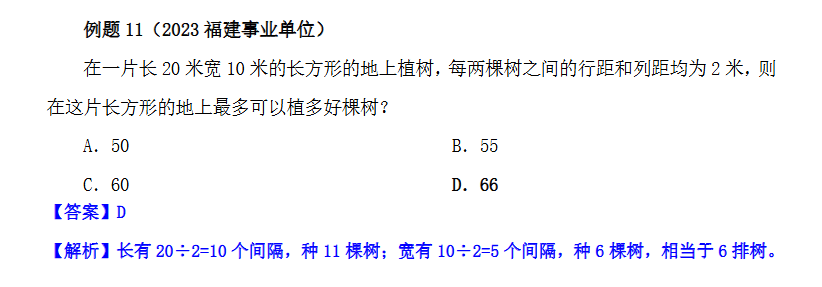 例题 11（2023 福建事业单位）
在一片长 20 米宽 10 米的长方形的地上植树，每两棵树之间的行距和列距均为 2 米，则
在这片长方形的地上最多可以植多好棵树？
A. 50 B. 55
C. 60 D. 66
【答案】D
【解析】长有 20÷2=10 个间隔，种 11 棵树；宽有 10÷2=5 个间隔，种 6 棵树，相当于 6 排树。